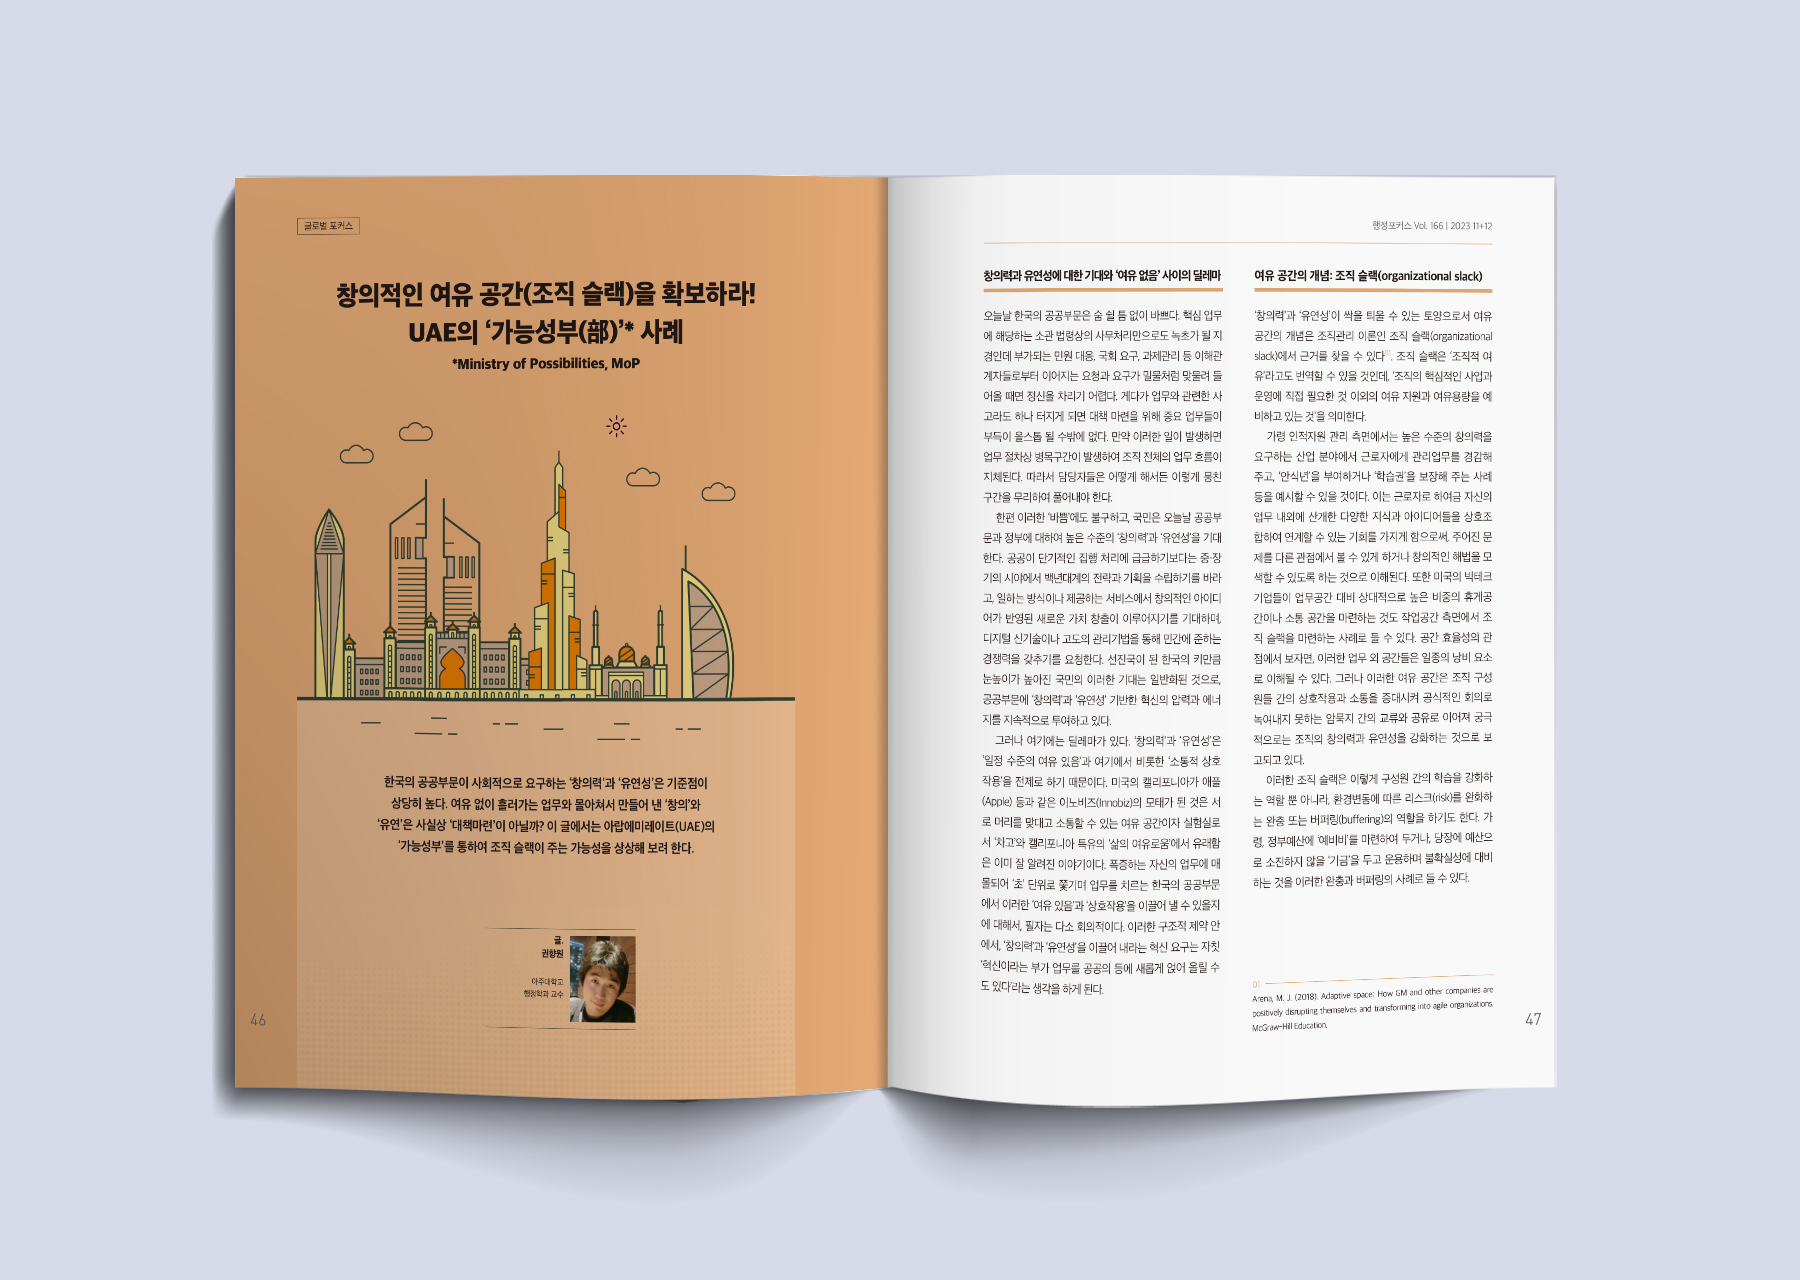 글로벌 포커스
창의적인 여유 공간(조직 슬랙)을 확보하라!
UAE의 ‘가능성부(部)’* 사례
*Ministry of Possibilities, MoP
한국의 공공부문이 사회적으로 요구하는 ‘창의력’과 ‘유연성’은 기준점이
상당히 높다. 여유 없이 흘러가는 업무와 몰아쳐서 만들어 낸 ‘창의’와
‘유연’은 사실상 ‘대책마련’이 아닐까? 이 글에서는 아랍에미레이트(UAE)의
‘가능성부’를 통하여 조직 슬랙이 주는 가능성을 상상해 보려 한다.
글.
권향원
아주대학교
행정학과 교수
46
행정포커스 Vol. 166 | 2023 11+12
창의력과 유연성에 대한 기대와 ‘여유 없음’ 사이의 딜레마
오늘날 한국의 공공부문은 숨 쉴 틈 없이 바쁘다. 핵심 업무
에 해당하는 소관 법령상의 사무처리만으로도 녹초가 될 지
경인데 부가되는 민원 대응, 국회 요구, 과제관리 등 이해관
계자들로부터 이어지는 요청과 요구가 밀물처럼 맞물려 들
어올 때면 정신을 차리기 어렵다. 게다가 업무와 관련한 사
고라도 하나 터지게 되면 대책 마련을 위해 중요 업무들이
부득이 올스톱 될 수밖에 없다. 만약 이러한 일이 발생하면
업무 절차상 병목구간이 발생하여 조직 전체의 업무 흐름이
지체된다. 따라서 담당자들은 어떻게 해서든 이렇게 뭉친
구간을 무리하여 풀어내야 한다.
한편 이러한 ‘바쁨’에도 불구하고, 국민은 오늘날 공공부
문과 정부에 대하여 높은 수준의 ‘창의력’과 ‘유연성’을 기대
한다. 공공이 단기적인 집행 처리에 급급하기보다는 중·장
기의 시야에서 백년대계의 전략과 기획을 수립하기를 바라
고, 일하는 방식이나 제공하는 서비스에서 창의적인 아이디
어가 반영된 새로운 가치 창출이 이루어지기를 기대하며,
디지털 신기술이나 고도의 관리기법을 통해 민간에 준하는
경쟁력을 갖추기를 요청한다. 선진국이 된 한국의 키만큼
눈높이가 높아진 국민의 이러한 기대는 일반화된 것으로,
공공부문에 ‘창의력’과 ‘유연성’ 기반한 혁신의 압력과 에너
지를 지속적으로 투여하고 있다.
그러나 여기에는 딜레마가 있다. ‘창의력’과 ‘유연성’은
‘일정 수준의 여유 있음’과 여기에서 비롯한 ‘소통적 상호
작용’을 전제로 하기 때문이다. 미국의 캘리포니아가 애플
(Apple) 등과 같은 이노비즈(Innobiz)의 모태가 된 것은 서
로 머리를 맞대고 소통할 수 있는 여유 공간이자 실험실로
서 ‘차고’와 캘리포니아 특유의 ‘삶의 여유로움’에서 유래함
은 이미 잘 알려진 이야기이다. 폭증하는 자신의 업무에 매
몰되어 ‘초’ 단위로 쫓기며 업무를 치르는 한국의 공공부문
에서 이러한 ‘여유 있음’과 ‘상호작용’을 이끌어 낼 수 있을지
에 대해서, 필자는 다소 회의적이다. 이러한 구조적 제약 안
에서, ‘창의력’과 ‘유연성’을 이끌어 내라는 혁신 요구는 자칫
‘혁신이라는 부가 업무를 공공의 등에 새롭게 얹어 올릴 수
도 있다’라는 생각을 하게 된다.
여유 공간의 개념: 조직 슬랙(organizational slack)
‘창의력’과 ‘유연성’이 싹을 틔울 수 있는 토양으로서 여유
공간의 개념은 조직관리 이론인 조직 슬랙(organizational
slack)에서 근거를 찾을 수 있다01. 조직 슬랙은 ‘조직적 여
유’라고도 번역할 수 있을 것인데, ‘조직의 핵심적인 사업과
운영에 직접 필요한 것 이외의 여유 자원과 여유용량을 예
비하고 있는 것’을 의미한다.
가령 인적자원 관리 측면에서는 높은 수준의 창의력을
요구하는 산업 분야에서 근로자에게 관리업무를 경감해
주고, ‘안식년’을 부여하거나 ‘학습권’을 보장해 주는 사례
등을 예시할 수 있을 것이다. 이는 근로자로 하여금 자신의
업무 내외에 산개한 다양한 지식과 아이디어들을 상호조
합하여 연계할 수 있는 기회를 가지게 함으로써, 주어진 문
제를 다른 관점에서 볼 수 있게 하거나 창의적인 해법을 모
색할 수 있도록 하는 것으로 이해된다. 또한 미국의 빅테크
기업들이 업무공간 대비 상대적으로 높은 비중의 휴게공
간이나 소통 공간을 마련하는 것도 작업공간 측면에서 조
직 슬랙을 마련하는 사례로 들 수 있다. 공간 효율성의 관
점에서 보자면, 이러한 업무 외 공간들은 일종의 낭비 요소
로 이해될 수 있다. 그러나 이러한 여유 공간은 조직 구성
원들 간의 상호작용과 소통을 증대시켜 공식적인 회의로
녹여내지 못하는 암묵지 간의 교류와 공유로 이어져 궁극
적으로는 조직의 창의력과 유연성을 강화하는 것으로 보
고되고 있다.
이러한 조직 슬랙은 이렇게 구성원 간의 학습을 강화하
는 역할 뿐 아니라, 환경변동에 따른 리스크(risk)를 완화하
는 완충 또는 버퍼링(buffering)의 역할을 하기도 한다. 가
령, 정부예산에 ‘예비비’를 마련하여 두거나, 당장에 예산으
로 소진하지 않을 ‘기금’을 두고 운용하며 불확실성에 대비
하는 것을 이러한 완충과 버퍼링의 사례로 들 수 있다.
01
Arena, M. J. (2018). Adaptive space: How GM and other companies are
positively disrupting themselves and transforming into agile organizations.
McGraw-Hill Education.
47